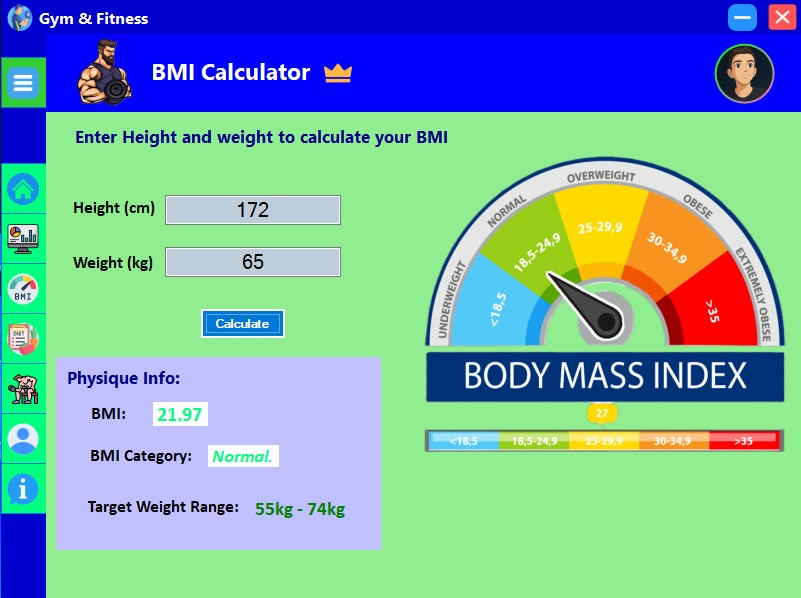 Gym & Fitness
BMI Calculator
Enter Height and weight to calculate your BMI
Height (cm)
172
Weight (kg)
65
Calculate
Physique Info:
BMI:
21.97
BMI Category:
Normal.
Target Weight Range:
55kg - 74kg
UNDERWEIGHT
NORMAL
OVERWEIGHT
OBESE
EXTREMELY OBESE
<18,5
18,5-24,9
25-29,9
30-34,9
>35
BODY MASS INDEX
27
<18,5
18,5-24,9
25-29,9
30-34,9
>35
BMI
DIET